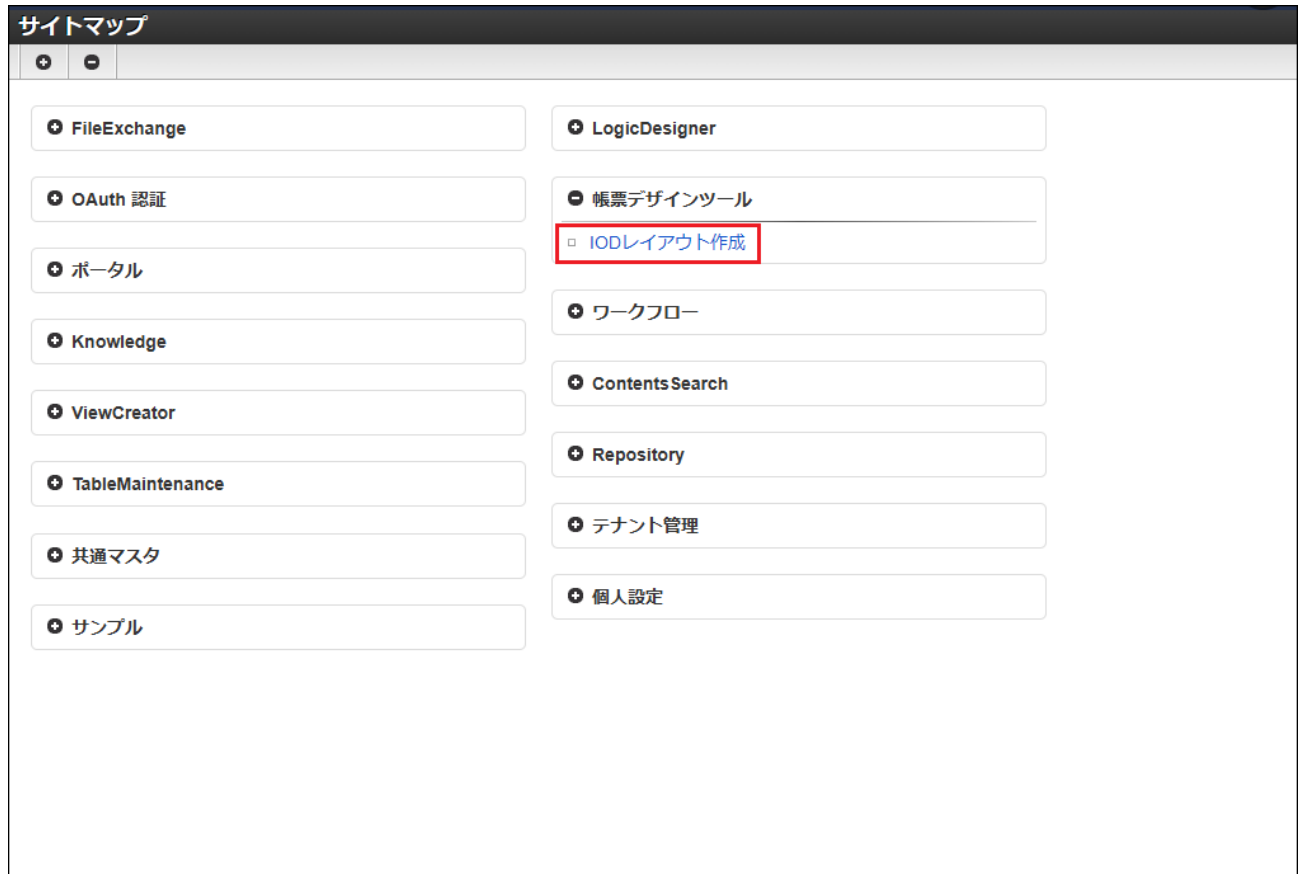 サイトマップ
FileExchange
OAuth 認証
ポータル
Knowledge
ViewCreator
TableMaintenance
共通マスタ
サンプル
LogicDesigner
帳票デザインツール
IODレイアウト作成
ワークフロー
ContentsSearch
Repository
テナント管理
個人設定